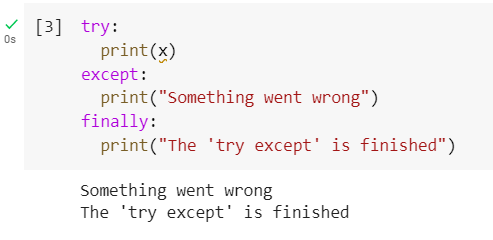 [3] try:
print(x)
except:
print("Something went wrong")
finally:
print("The 'try except' is finished")
0s
Something went wrong
The 'try except' is finished